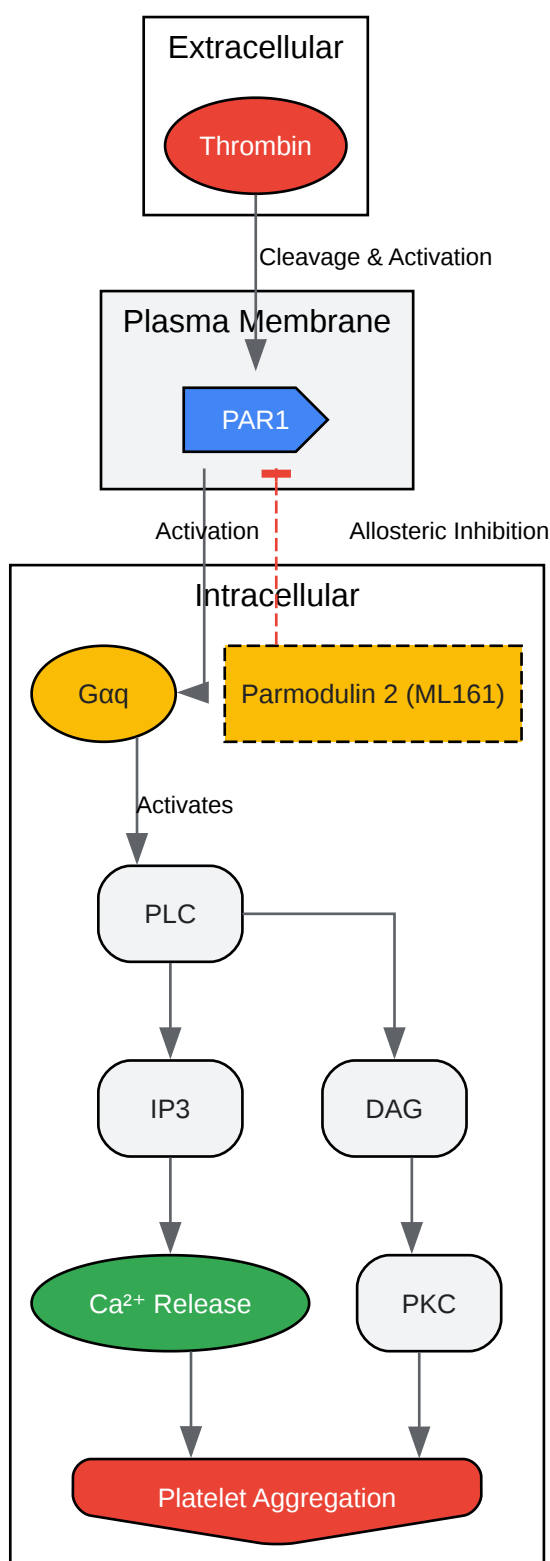 Extracellular
Thrombin
Cleavage & Activation
Plasma Membrane
PAR1
Activation
Allosteric Inhibition
Intracellular
Gαq
Parmodulin 2 (ML161)
Activates
PLC
IP3
DAG
Ca²⁺ Release
PKC
Platelet Aggregation